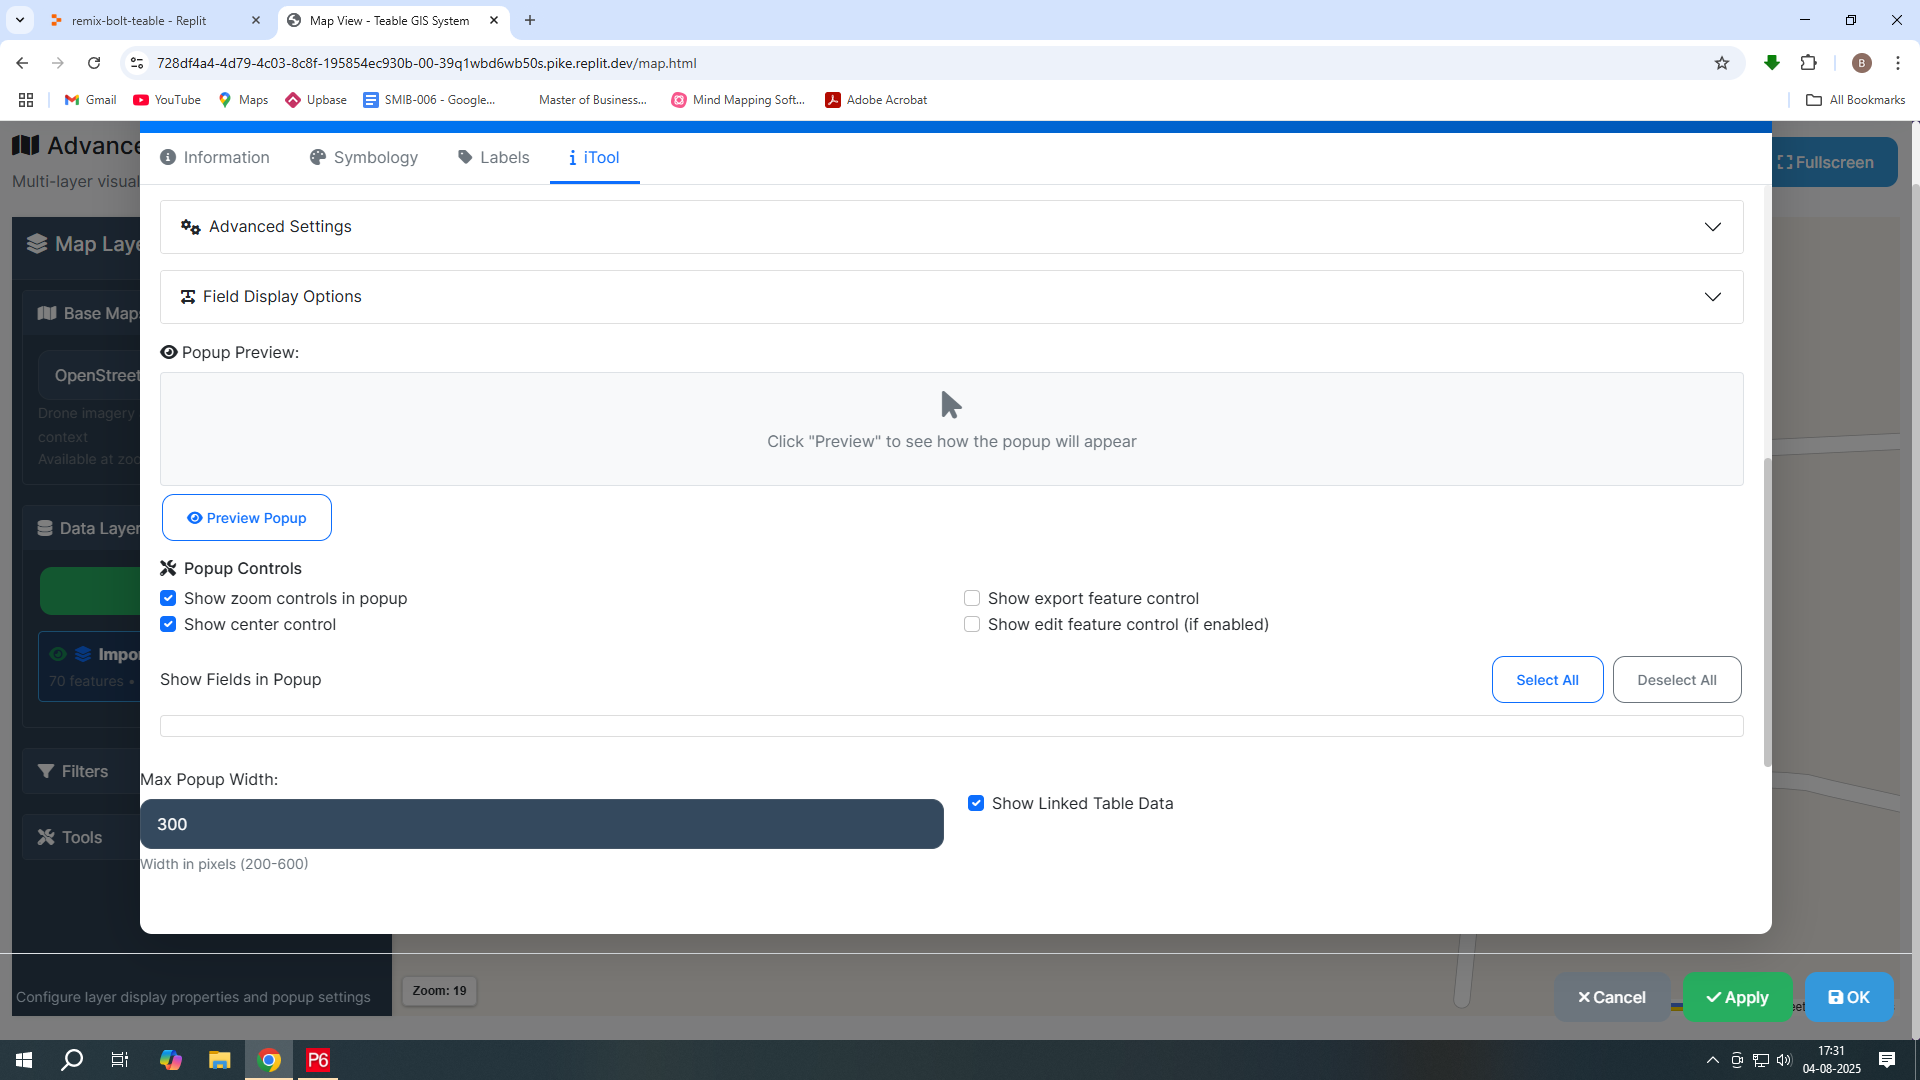 remix-bolt-teable - Replit
Map View - Teable GIS System
728df4a4-4d79-4c03-8c8f-195854ec930b-00-39q1wbd6wb50s.pike.replit.dev/map.html
B
Gmail
YouTube
Maps
Upbase
SMIB-006 - Google...
Master of Business...
Mind Mapping Soft...
Adobe Acrobat
All Bookmarks
Advance
Multi-layer visual
Fullscreen
Information
Symbology
Labels
iTool
Map Laye
Base Map
OpenStreet
Drone imagery
context
Available at zoo
Data Layer
Impor
70 features •
Filters
Tools
Configure layer display properties and popup settings
Advanced Settings
Field Display Options
Popup Preview:
Click "Preview" to see how the popup will appear
Preview Popup
Popup Controls
Show zoom controls in popup
Show export feature control
Show center control
Show edit feature control (if enabled)
Show Fields in Popup
Select All
Deselect All
Max Popup Width:
300
Show Linked Table Data
Width in pixels (200-600)
Zoom: 19
Cancel
Apply
OK
P6
17:31
04-08-2025